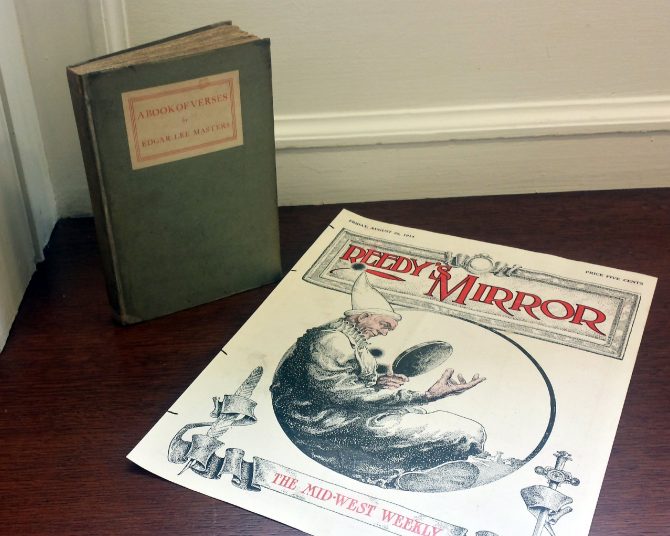 A BOOK OF VERSES
by
EDGAR LEE MASTERS
PRICE FIVE CENTS
REEDY'S
MIRROR
THE MID-WEST WEEKLY